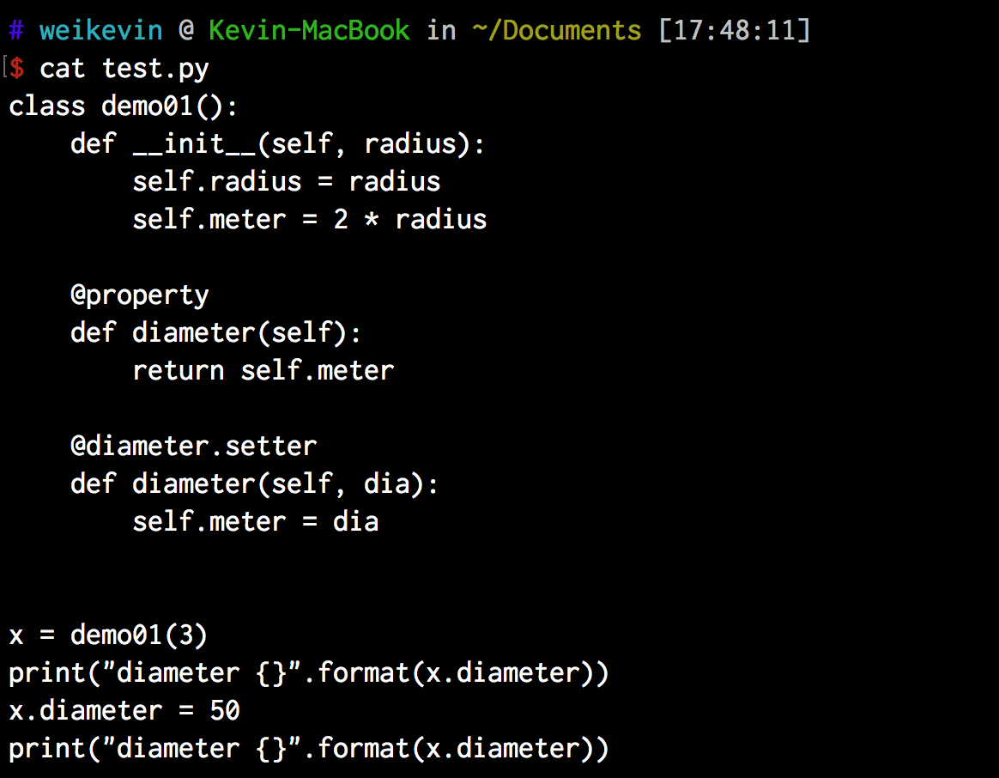 # weikevin @ Kevin-MacBook in ~/Documents [17:48:11]
[$ cat test.py
class demo01():
    def __init__(self, radius):
        self.radius = radius
        self.meter = 2 * radius

    @property
    def diameter(self):
        return self.meter

    @diameter.setter
    def diameter(self, dia):
        self.meter = dia


x = demo01(3)
print("diameter {}".format(x.diameter))
x.diameter = 50
print("diameter {}".format(x.diameter))